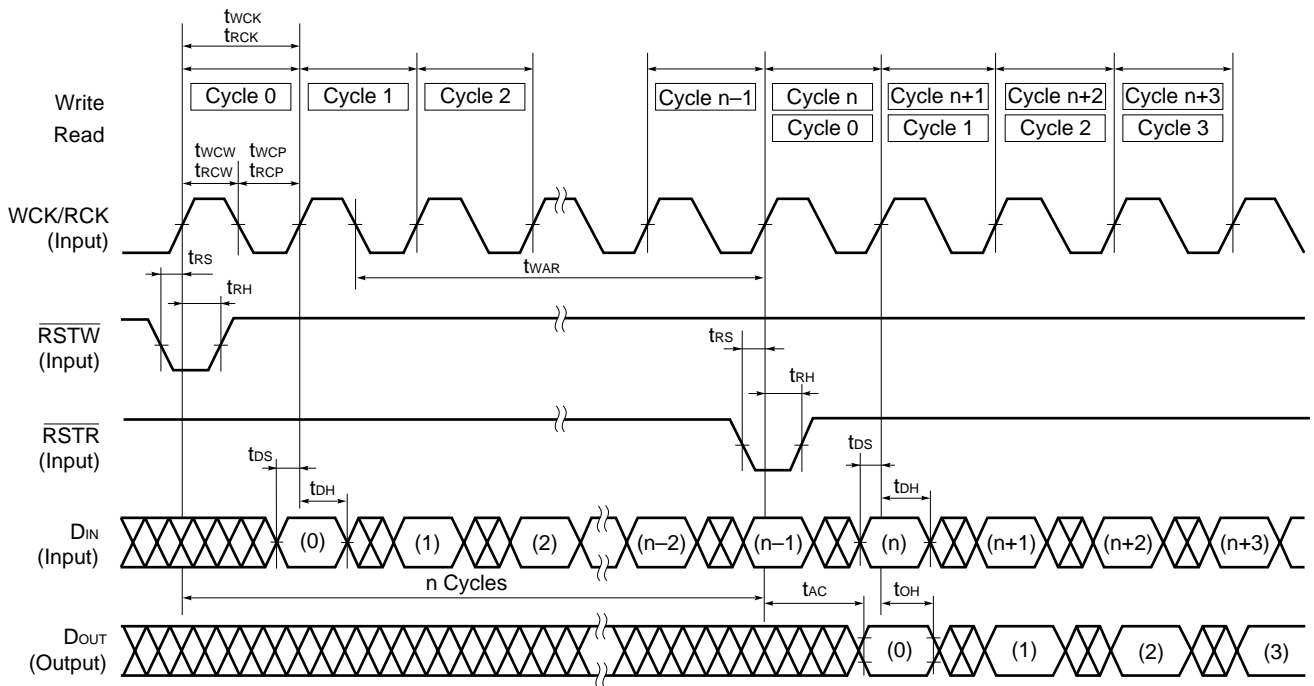 tWCK
tRCK
Write Cycle 0 Cycle 1 Cycle 2 Cycle n–1 Cycle n Cycle n+1 Cycle n+2 Cycle n+3
Read Cycle 0 Cycle 1 Cycle 2 Cycle 3
tWCW tWCP
tRCW tRCP
WCK/RCK
(Input)
tRS tWAR
tRH
RSTW
(Input)
tRS
tRH
RSTR
(Input)
tDS tDS
tDH tDH
DIN
(Input)
(0) (1) (2) (n–2) (n–1) (n) (n+1) (n+2) (n+3)
n Cycles
tAC tOH
DOUT
(Output)
(0) (1) (2) (3)